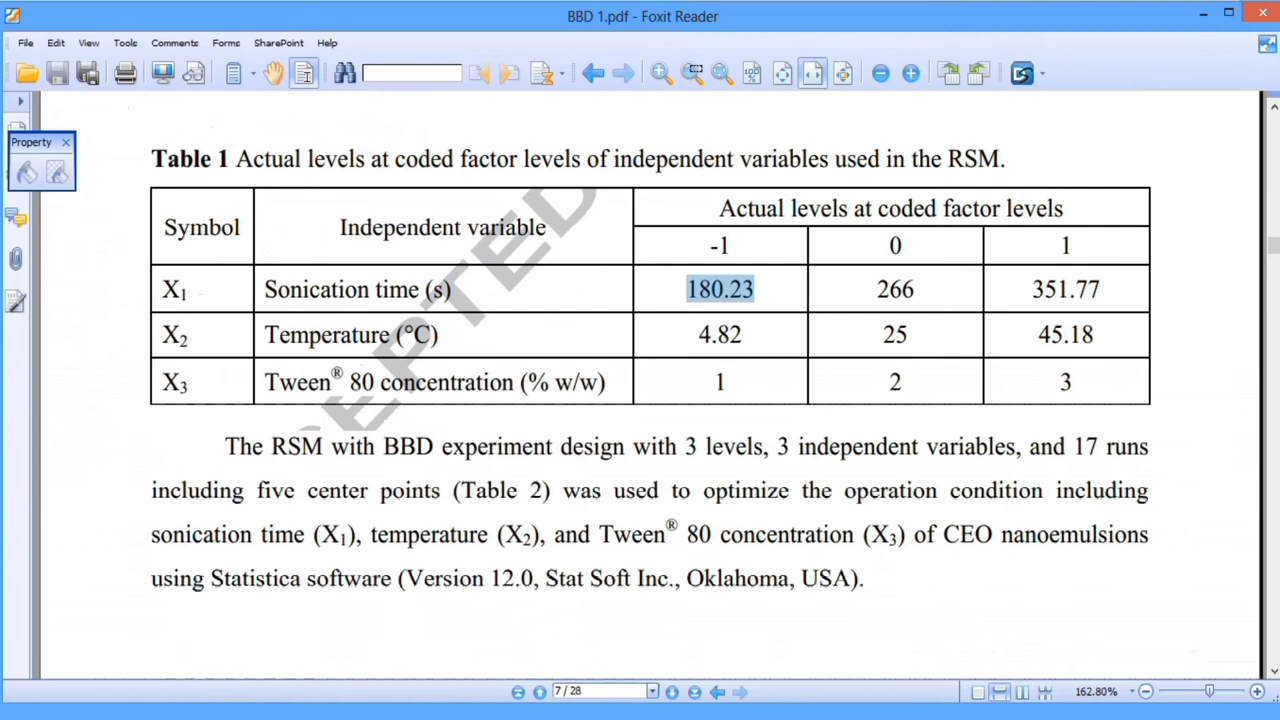 BBD 1.pdf - Foxit Reader
File Edit View Tools Comments Forms SharePoint Help
Property
Table 1 Actual levels at coded factor levels of independent variables used in the RSM.
Symbol Independent variable Actual levels at coded factor levels
-1 0 1
X1 Sonication time (s) 180.23 266 351.77
X2 Temperature (°C) 4.82 25 45.18
X3 Tween® 80 concentration (% w/w) 1 2 3
The RSM with BBD experiment design with 3 levels, 3 independent variables, and 17 runs
including five center points (Table 2) was used to optimize the operation condition including
sonication time (X1), temperature (X2), and Tween® 80 concentration (X3) of CEO nanoemulsions
using Statistica software (Version 12.0, Stat Soft Inc., Oklahoma, USA).
7 / 28
162.80%